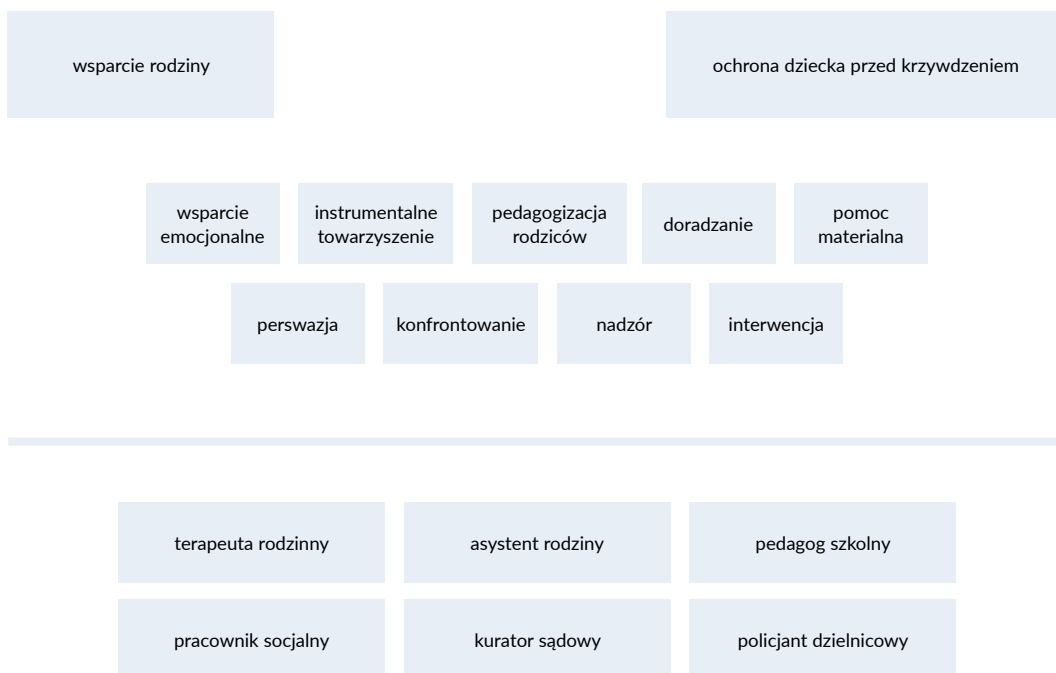 wsparcie rodziny
ochrona dziecka przed krzywdzeniem
wsparcie
emocjonalne
instrumentalne
towarzyszenie
pedagogizacja
rodziców
doradzanie
pomoc
materialna
perswazja
konfrontowanie
nadzór
interwencja
terapeuta rodzinny
asystent rodziny
pedagog szkolny
pracownik socjalny
kurator sądowy
policjant dzielnicowy